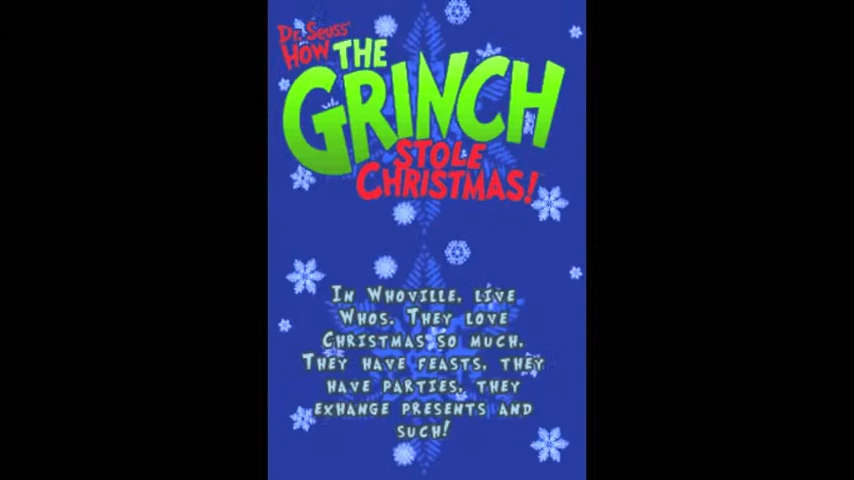 Dr. Seuss'
HOW THE
GRINCH
STOLE
CHRISTMAS!
IN WHOVILLE, LIVE
WHOS. THEY LOVE
CHRISTMAS SO MUCH.
THEY HAVE FEASTS, THEY
HAVE PARTIES, THEY
EXHANGE PRESENTS AND
SUCH!